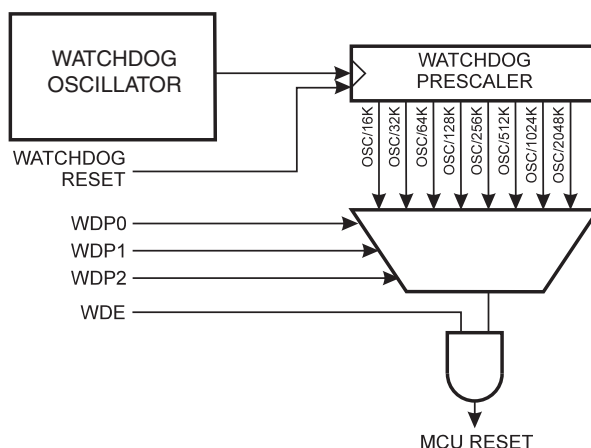 WATCHDOG
OSCILLATOR
WATCHDOG
PRESCALER
WATCHDOG
RESET
OSC/16K
OSC/32K
OSC/64K
OSC/128K
OSC/256K
OSC/512K
OSC/1024K
OSC/2048K
WDP0
WDP1
WDP2
WDE
MCU RESET